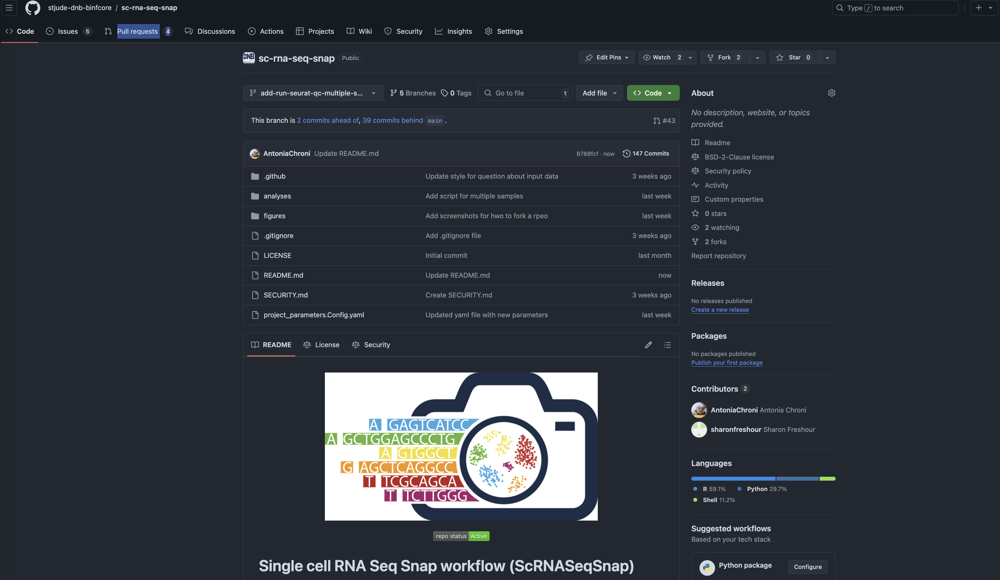 stjude-dnb-binfcore / sc-rna-seq-snap
Type / to search
Code
Issues 5
Pull requests 4
Discussions
Actions
Projects
Wiki
Security
Insights
Settings
DNB
sc-rna-seq-snap Public
Edit Pins
Watch 2
Fork 2
Star 0
add-run-seurat-qc-multiple-s...
5 Branches
0 Tags
Go to file t
Add file
Code
This branch is 2 commits ahead of, 39 commits behind main .
#43
AntoniaChroni Update README.md 8788fcf · now 147 Commits
.github Update style for question about input data 3 weeks ago
analyses Add script for multiple samples last week
figures Add screenshots for hwo to fork a rpeo last week
.gitignore Add .gitignore file 3 weeks ago
LICENSE Initial commit last month
README.md Update README.md now
SECURITY.md Create SECURITY.md 3 weeks ago
project_parameters.Config.yaml Updated yaml file with new parameters last week
README
License
Security
A GAGTCATCC
A GCTGGAGCCCTG
A GTGGCT
G AGCTCAGGCC
T TCGCAGCA
T TCTTGGG
repo status Active
Single cell RNA Seq Snap workflow (ScRNASeqSnap)
About
No description, website, or topics
provided.
Readme
BSD-2-Clause license
Security policy
Activity
Custom properties
0 stars
2 watching
2 forks
Report repository
Releases
No releases published
Create a new release
Packages
No packages published
Publish your first package
Contributors 2
AntoniaChroni Antonia Chroni
sharonfreshour Sharon Freshour
Languages
R 59.1%
Python 29.7%
Shell 11.2%
Suggested workflows
Based on your tech stack
Python package
Configure